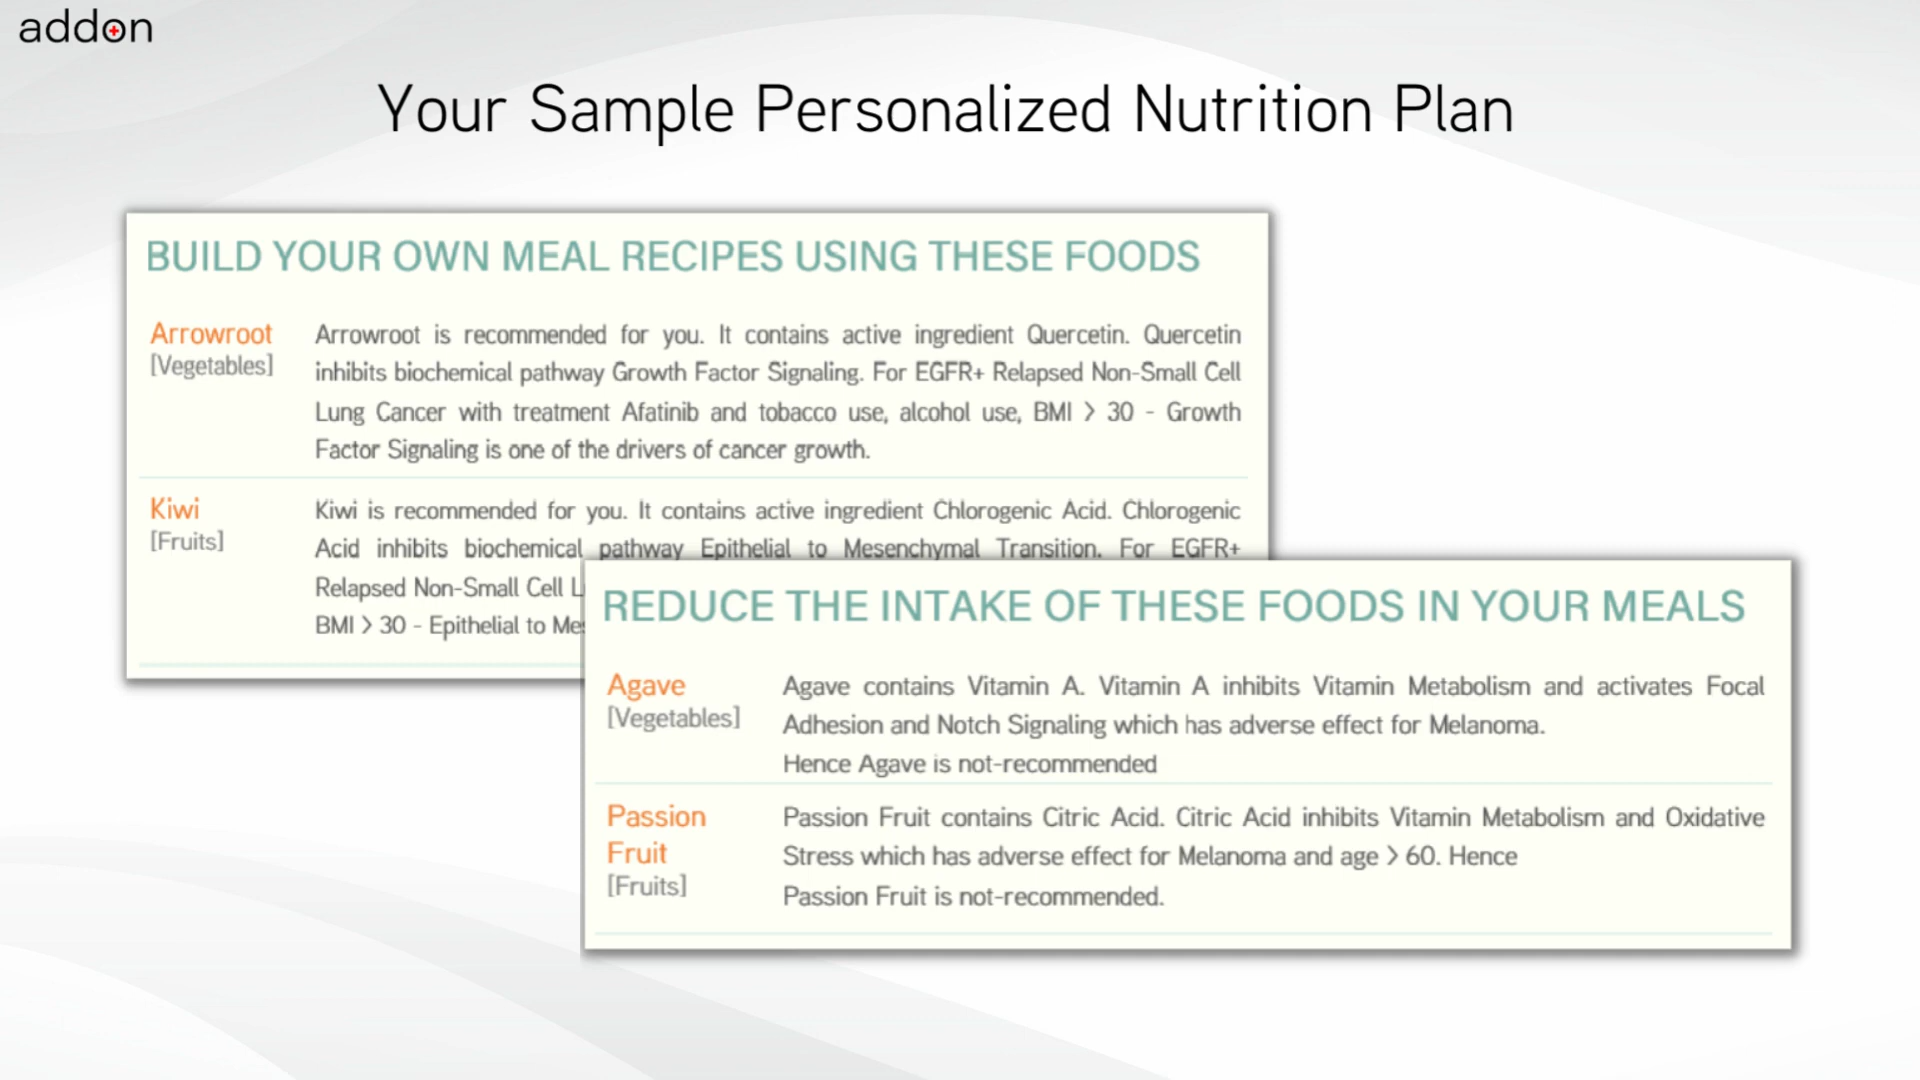 addon
Your Sample Personalized Nutrition Plan
BUILD YOUR OWN MEAL RECIPES USING THESE FOODS
Arrowroot
[Vegetables]
Arrowroot is recommended for you. It contains active ingredient Quercetin. Quercetin
inhibits biochemical pathway Growth Factor Signaling. For EGFR+ Relapsed Non-Small Cell
Lung Cancer with treatment Afatinib and tobacco use, alcohol use, BMI > 30 - Growth
Factor Signaling is one of the drivers of cancer growth.
Kiwi
[Fruits]
Kiwi is recommended for you. It contains active ingredient Chlorogenic Acid. Chlorogenic
Acid inhibits biochemical pathway Epithelial to Mesenchymal Transition. For EGFR+
Relapsed Non-Small Cell
BMI > 30 - Epithelial to
REDUCE THE INTAKE OF THESE FOODS IN YOUR MEALS
Agave
[Vegetables]
Agave contains Vitamin A. Vitamin A inhibits Vitamin Metabolism and activates Focal
Adhesion and Notch Signaling which has adverse effect for Melanoma.
Hence Agave is not-recommended
Passion
Fruit
[Fruits]
Passion Fruit contains Citric Acid. Citric Acid inhibits Vitamin Metabolism and Oxidative
Stress which has adverse effect for Melanoma and age > 60. Hence
Passion Fruit is not-recommended.